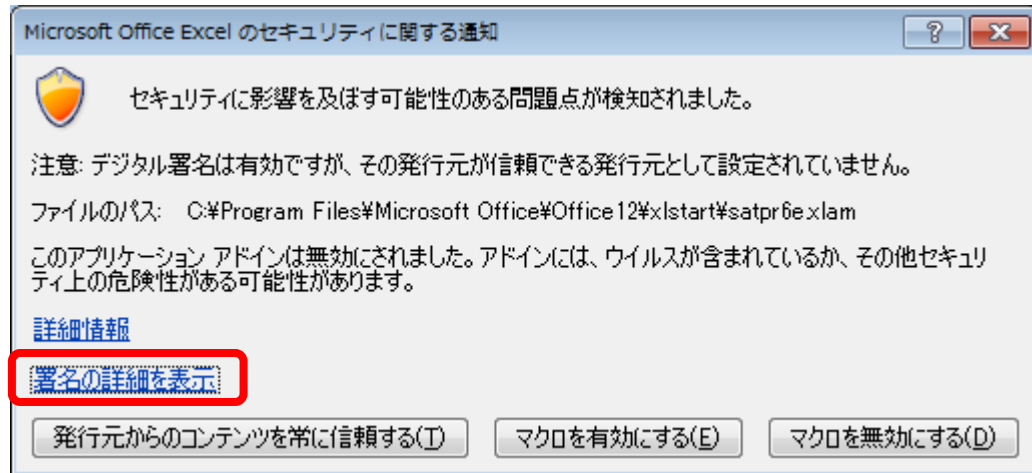 Microsoft Office Excel のセキュリティに関する通知
セキュリティに影響を及ぼす可能性のある問題点が検知されました。
注意: デジタル署名は有効ですが、その発行元が信頼できる発行元として設定されていません。
ファイルのパス: C:¥Program Files¥Microsoft Office¥Office12¥xlstart¥satpr6e.xlam
このアプリケーション アドインは無効にされました。アドインには、ウイルスが含まれているか、その他セキュリ
ティ上の危険性がある可能性があります。
詳細情報
署名の詳細を表示
発行元からのコンテンツを常に信頼する(T) マクロを有効にする(E) マクロを無効にする(D)